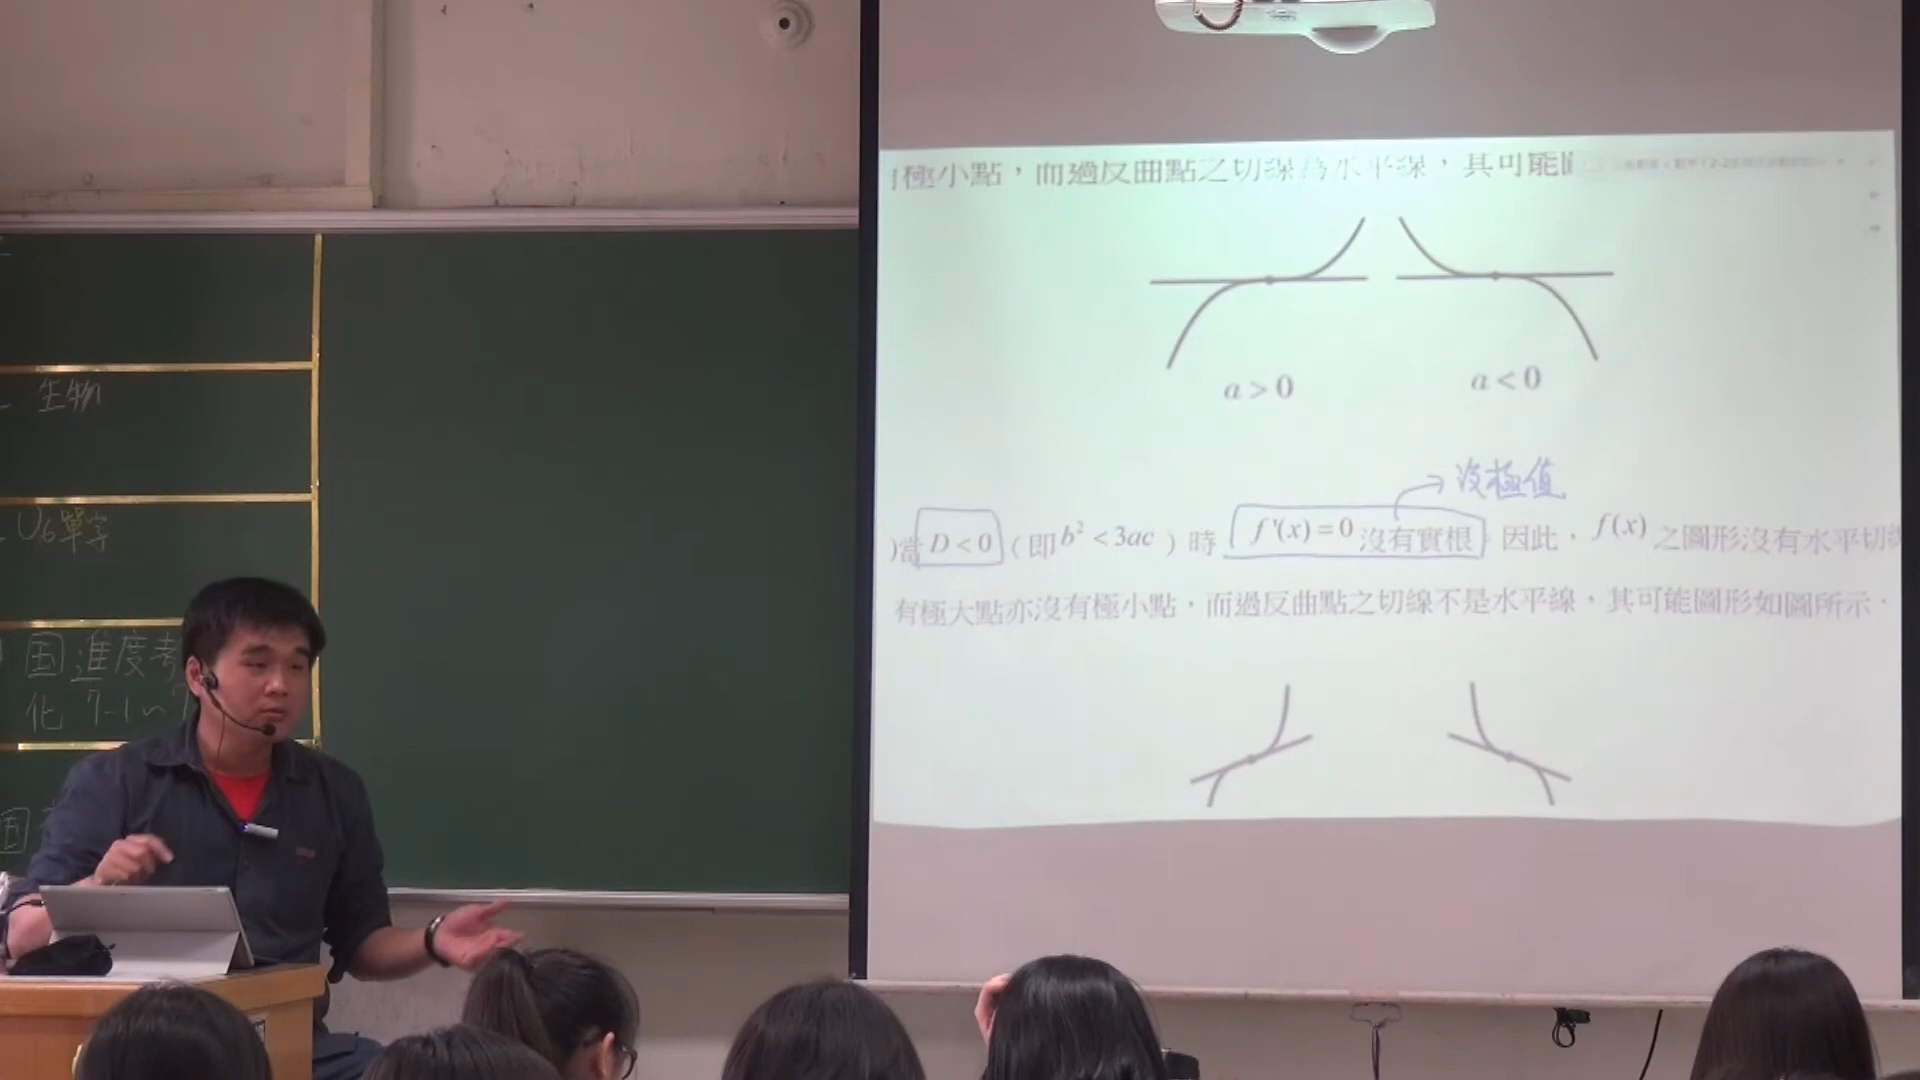 生物
U6單字
国進度考
化 7-1~
国
極小點,而過反曲點之切線為水平線,其可能
a > 0
a < 0
→ 沒極值
)當 D < 0 (即 b² < 3ac ) 時 f'(x) = 0 沒有實根 因此、f(x) 之圖形沒有水平切線
有極大點亦沒有極小點,而過反曲點之切線不是水平線,其可能圖形如圖所示.